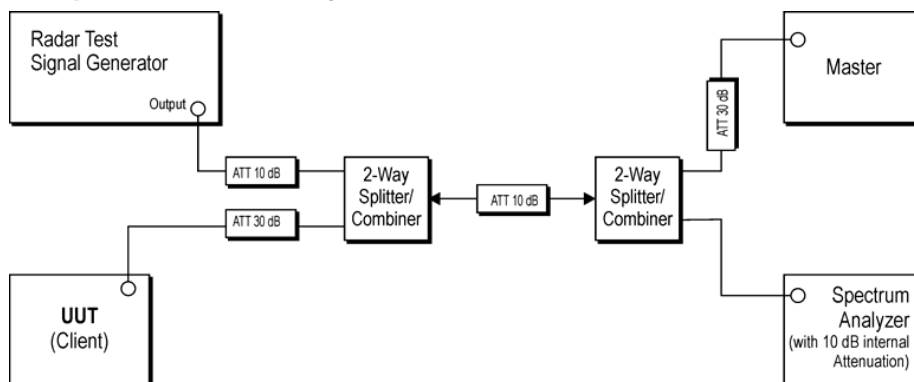 Radar Test
Signal Generator
Output
ATT 10 dB
2-Way
Splitter/
Combiner
ATT 30 dB
ATT 10 dB
2-Way
Splitter/
Combiner
ATT 30 dB
Master
UUT
(Client)
Spectrum
Analyzer
(with 10 dB internal
Attenuation)